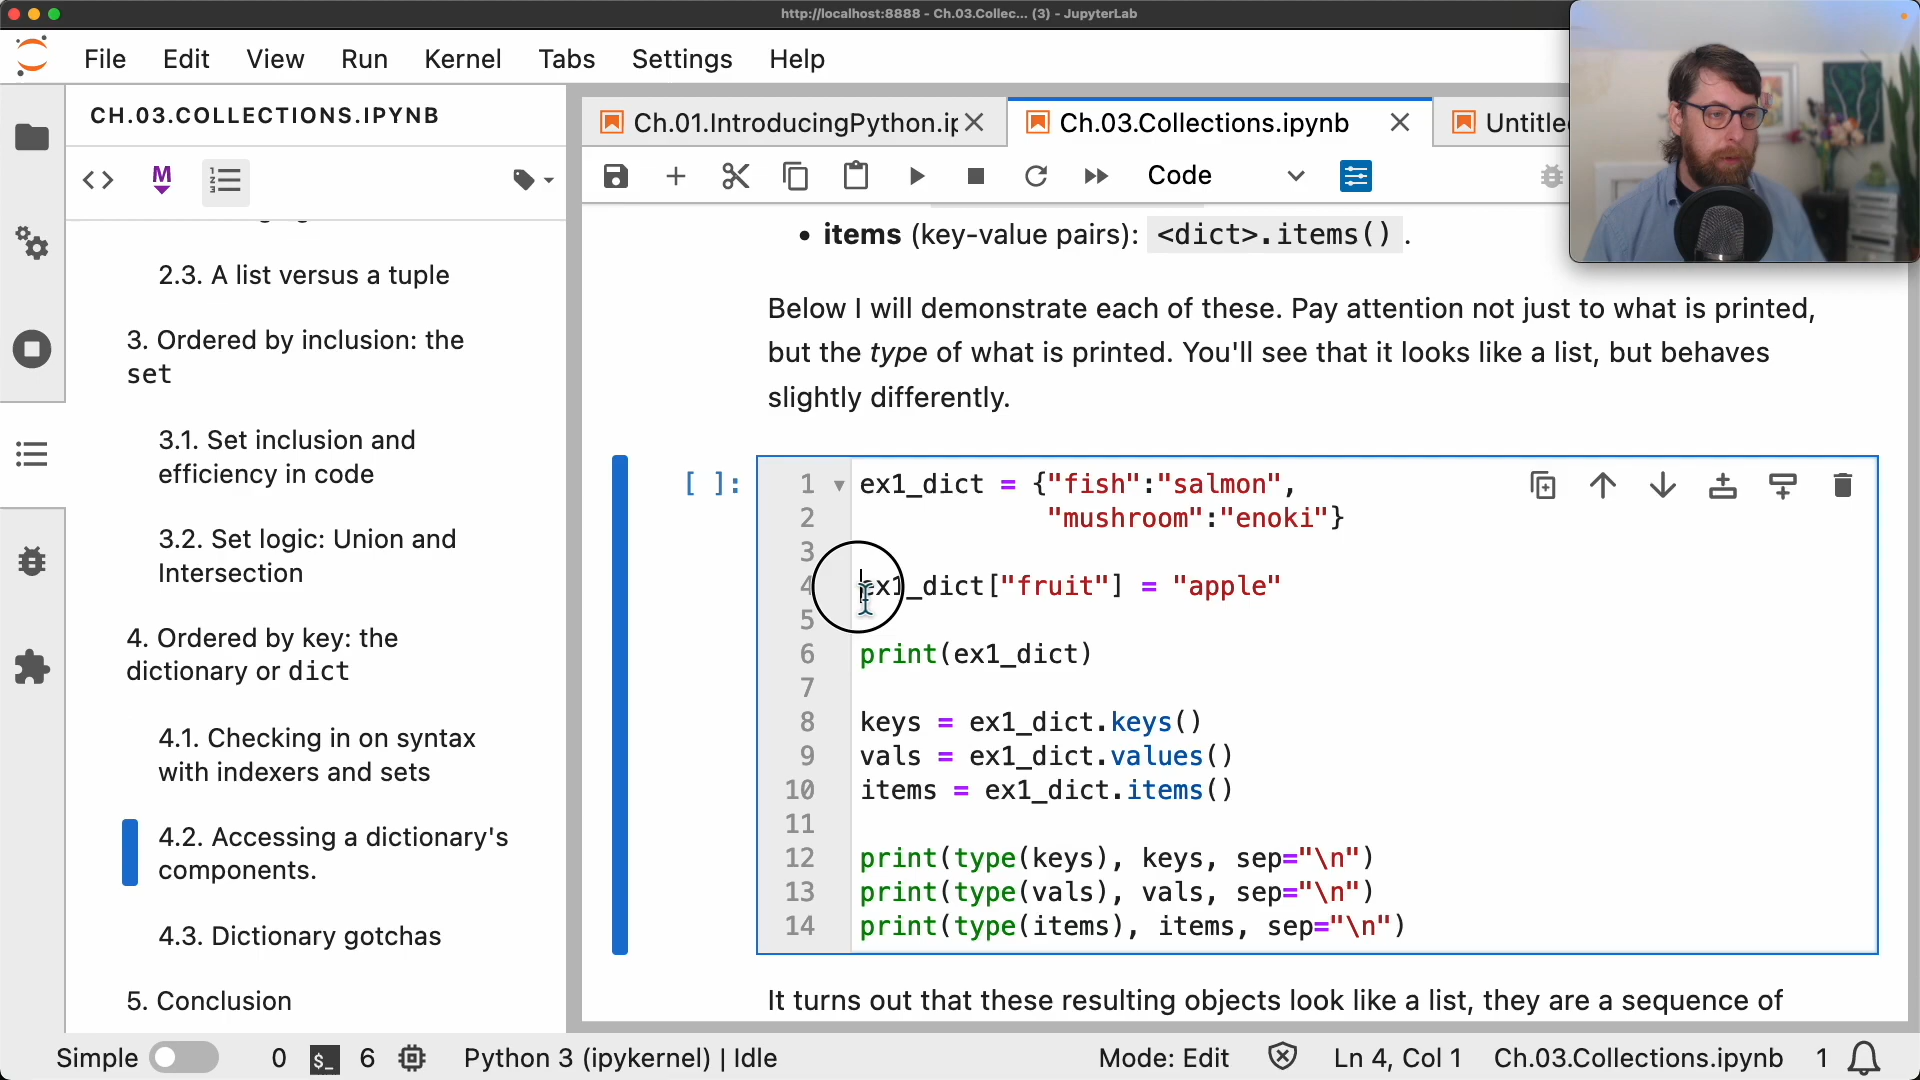 http://localhost:8888 - Ch.03.Collec... (3) - JupyterLab
File Edit View Run Kernel Tabs Settings Help
CH.03.COLLECTIONS.IPYNB
2.3. A list versus a tuple
3. Ordered by inclusion: the
set
3.1. Set inclusion and
efficiency in code
3.2. Set logic: Union and
Intersection
4. Ordered by key: the
dictionary or dict
4.1. Checking in on syntax
with indexers and sets
4.2. Accessing a dictionary's
components.
4.3. Dictionary gotchas
5. Conclusion
Ch.01.IntroducingPython.ip Ch.03.Collections.ipynb Untitle
Code
• items (key-value pairs): <dict>.items() .
Below I will demonstrate each of these. Pay attention not just to what is printed,
but the type of what is printed. You'll see that it looks like a list, but behaves
slightly differently.
[ ]:
1 ex1_dict = {"fish":"salmon",
2 "mushroom":"enoki"}
3
4 ex1_dict["fruit"] = "apple"
5
6 print(ex1_dict)
7
8 keys = ex1_dict.keys()
9 vals = ex1_dict.values()
10 items = ex1_dict.items()
11
12 print(type(keys), keys, sep="\n")
13 print(type(vals), vals, sep="\n")
14 print(type(items), items, sep="\n")
It turns out that these resulting objects look like a list, they are a sequence of
Simple 0 $_ 6 Python 3 (ipykernel) | Idle Mode: Edit Ln 4, Col 1 Ch.03.Collections.ipynb 1